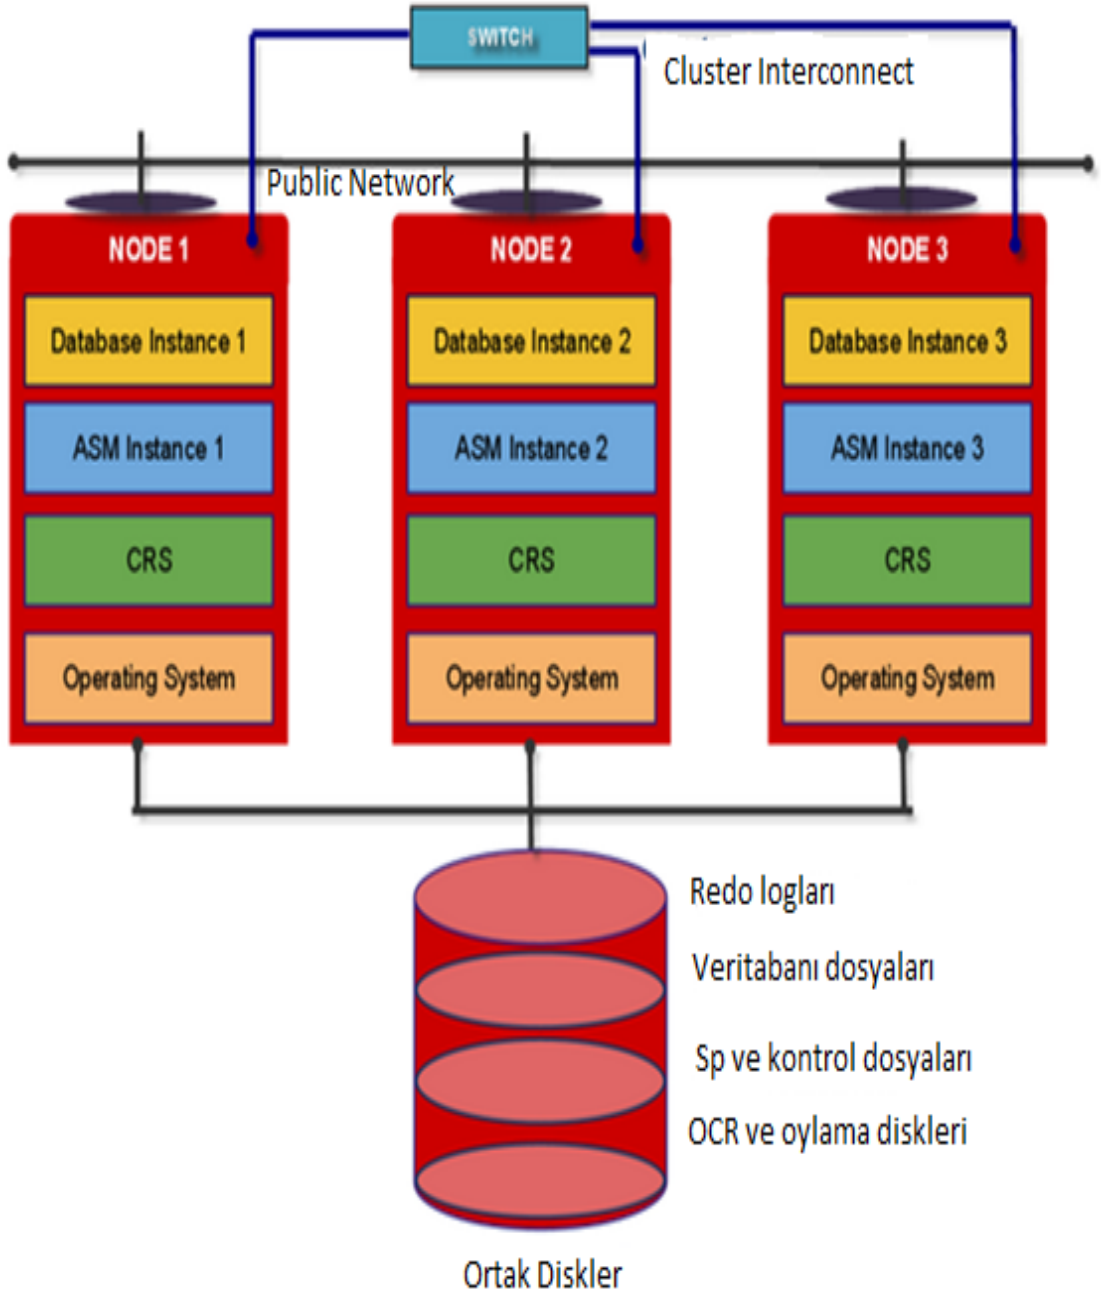 SWITCH
Cluster Interconnect
Public Network
NODE 1
NODE 2
NODE 3
Database Instance 1
Database Instance 2
Database Instance 3
ASM Instance 1
ASM Instance 2
ASM Instance 3
CRS
CRS
CRS
Operating System
Operating System
Operating System
Redo logları
Veritabanı dosyaları
Sp ve kontrol dosyaları
OCR ve oylama diskleri
Ortak Diskler